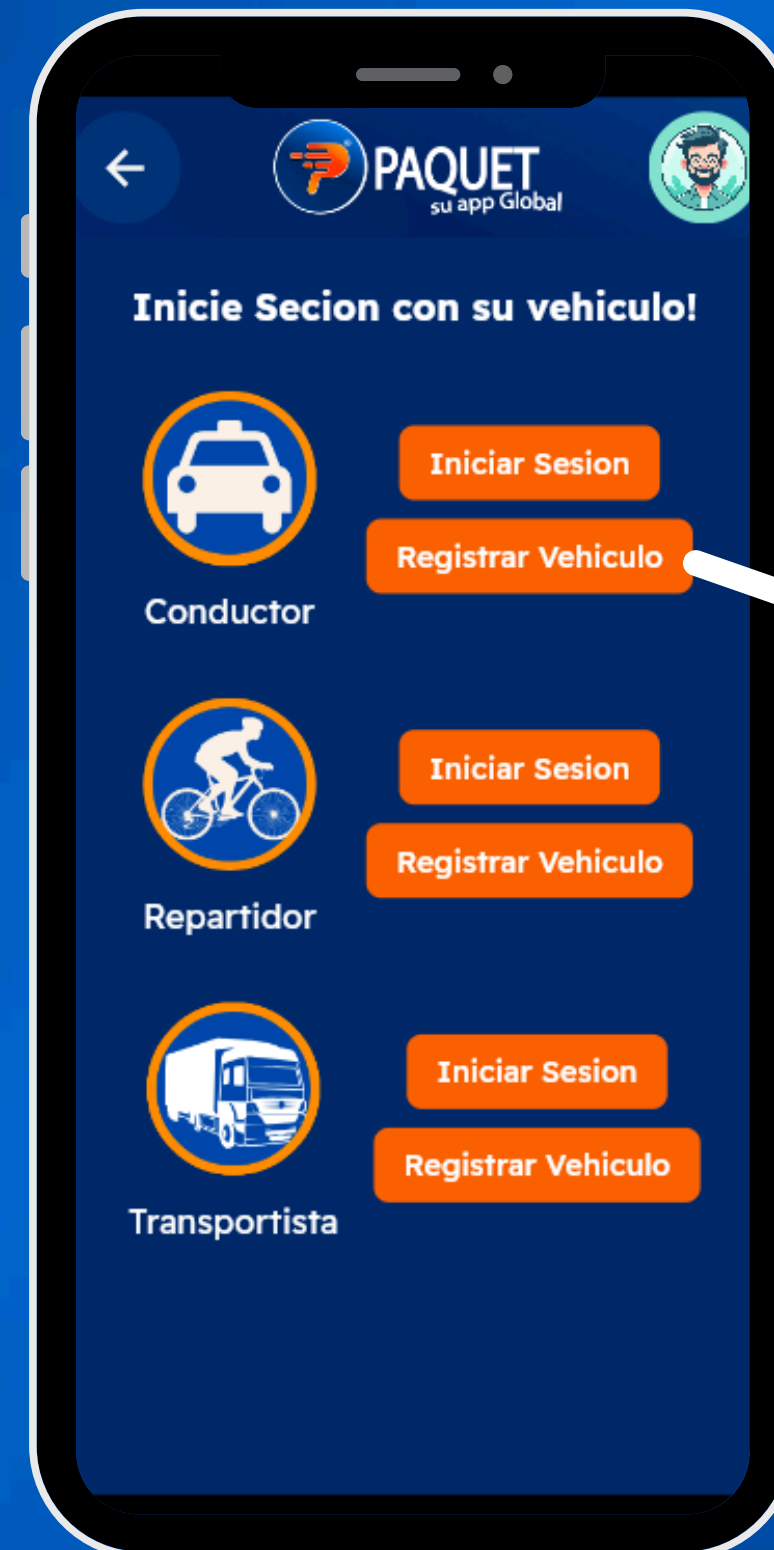 PAQUET
su app Global
Inicie Secion con su vehiculo!
Iniciar Sesion
Registrar Vehiculo
Conductor
Iniciar Sesion
Registrar Vehiculo
Repartidor
Iniciar Sesion
Registrar Vehiculo
Transportista